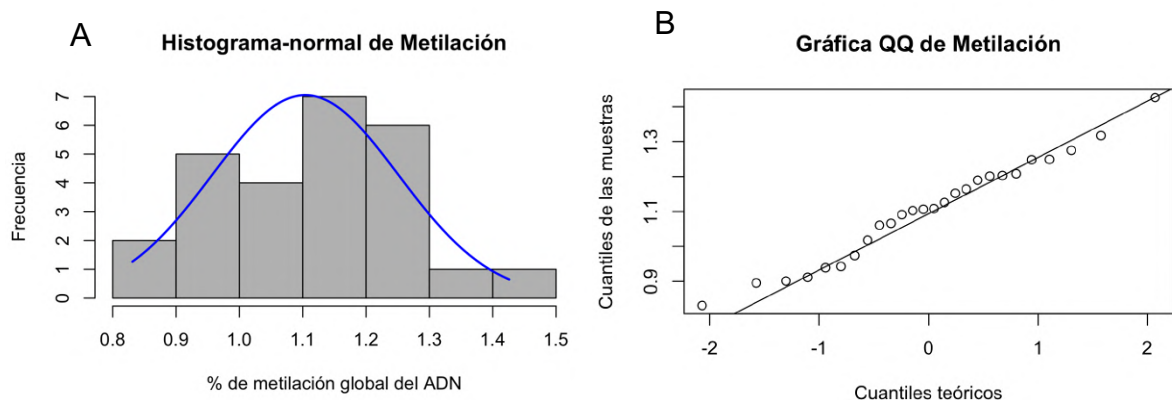 A
Histograma-normal de Metilación
Frecuencia
7
6
5
4
3
2
1
0
0.8 0.9 1.0 1.1 1.2 1.3 1.4 1.5
% de metilación global del ADN
B
Gráfica QQ de Metilación
Cuantiles de las muestras
1.3
1.1
0.9
-2 -1 0 1 2
Cuantiles teóricos